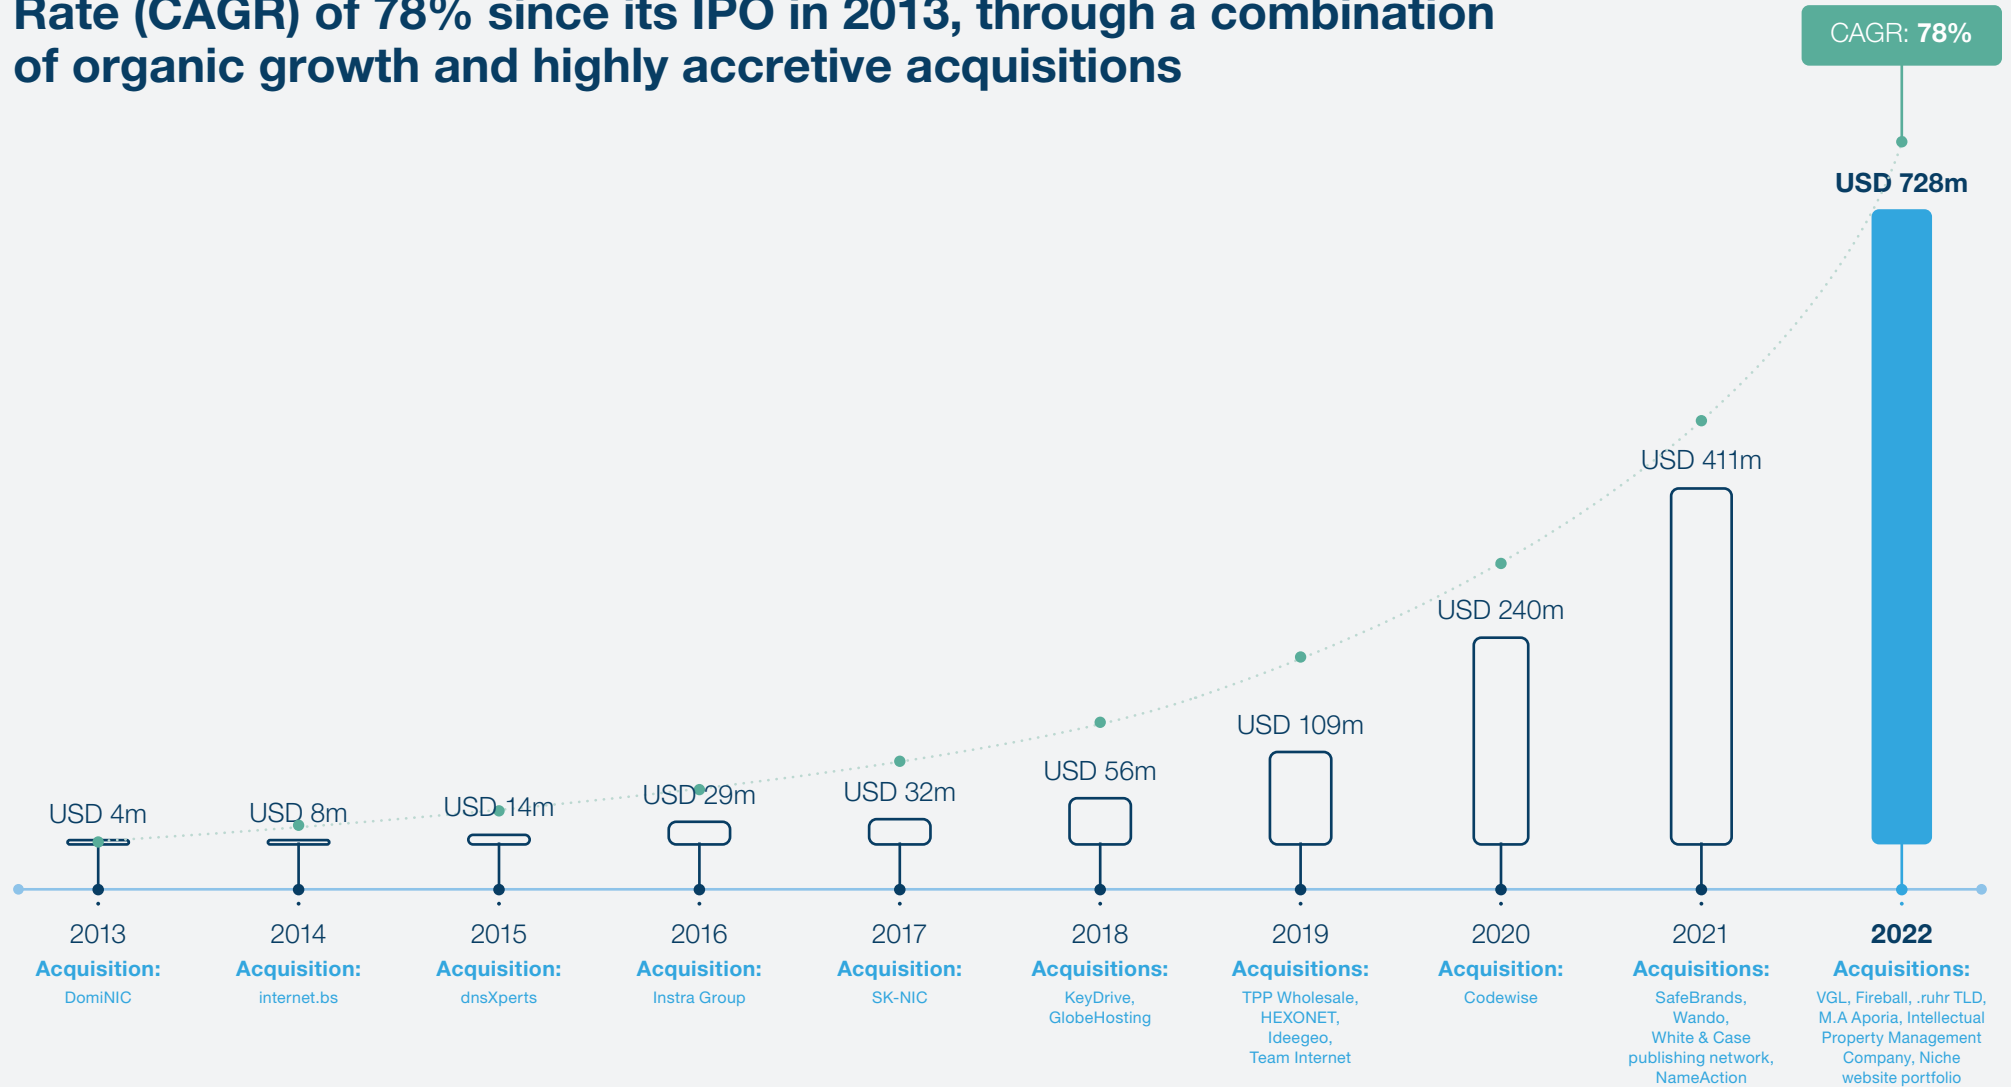 Rate (CAGR) of 78% since its IPO in 2013, through a combination
of organic growth and highly accretive acquisitions
CAGR: 78%
USD 4m
USD 8m
USD 14m
USD 29m
USD 32m
USD 56m
USD 109m
USD 240m
USD 411m
USD 728m
2013
Acquisition:
DomiNIC
2014
Acquisition:
internet.bs
2015
Acquisition:
dnsXperts
2016
Acquisition:
Instra Group
2017
Acquisition:
SK-NIC
2018
Acquisitions:
KeyDrive,
GlobeHosting
2019
Acquisitions:
TPP Wholesale,
HEXONET,
Ideegeo,
Team Internet
2020
Acquisition:
Codewise
2021
Acquisitions:
SafeBrands,
Wando,
White & Case
publishing network,
NameAction
2022
Acquisitions:
VGL, Fireball, .ruhr TLD,
M.A Aporia, Intellectual
Property Management
Company, Niche
website portfolio